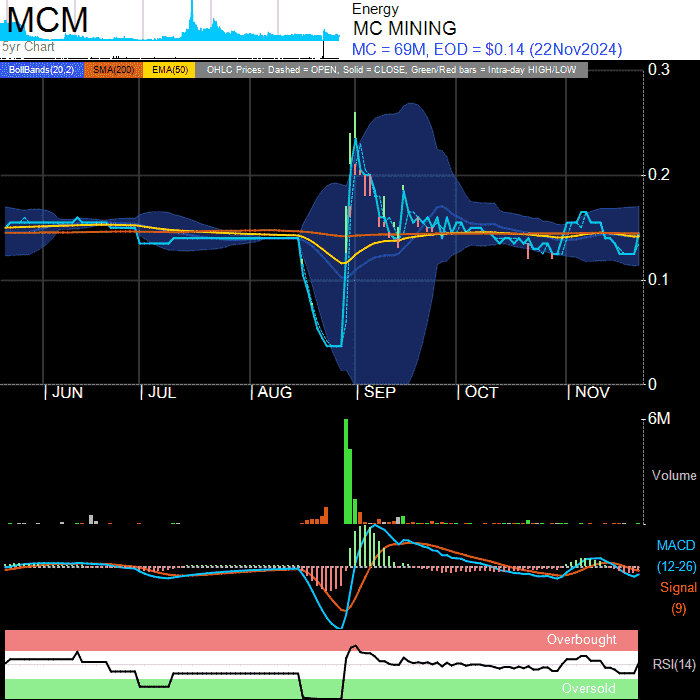 MCM
5yr Chart
Energy
MC MINING
MC = 69M, EOD = $0.14 (22Nov2024)
BollBands(20,2) SMA(200) EMA(50) OHLC Prices: Dashed = OPEN, Solid = CLOSE, Green/Red bars = Intra-day HIGH/LOW
0.3
0.2
0.1
0
JUN JUL AUG SEP OCT NOV
6M
Volume
MACD
(12-26)
Signal
(9)
Overbought
RSI(14)
Oversold